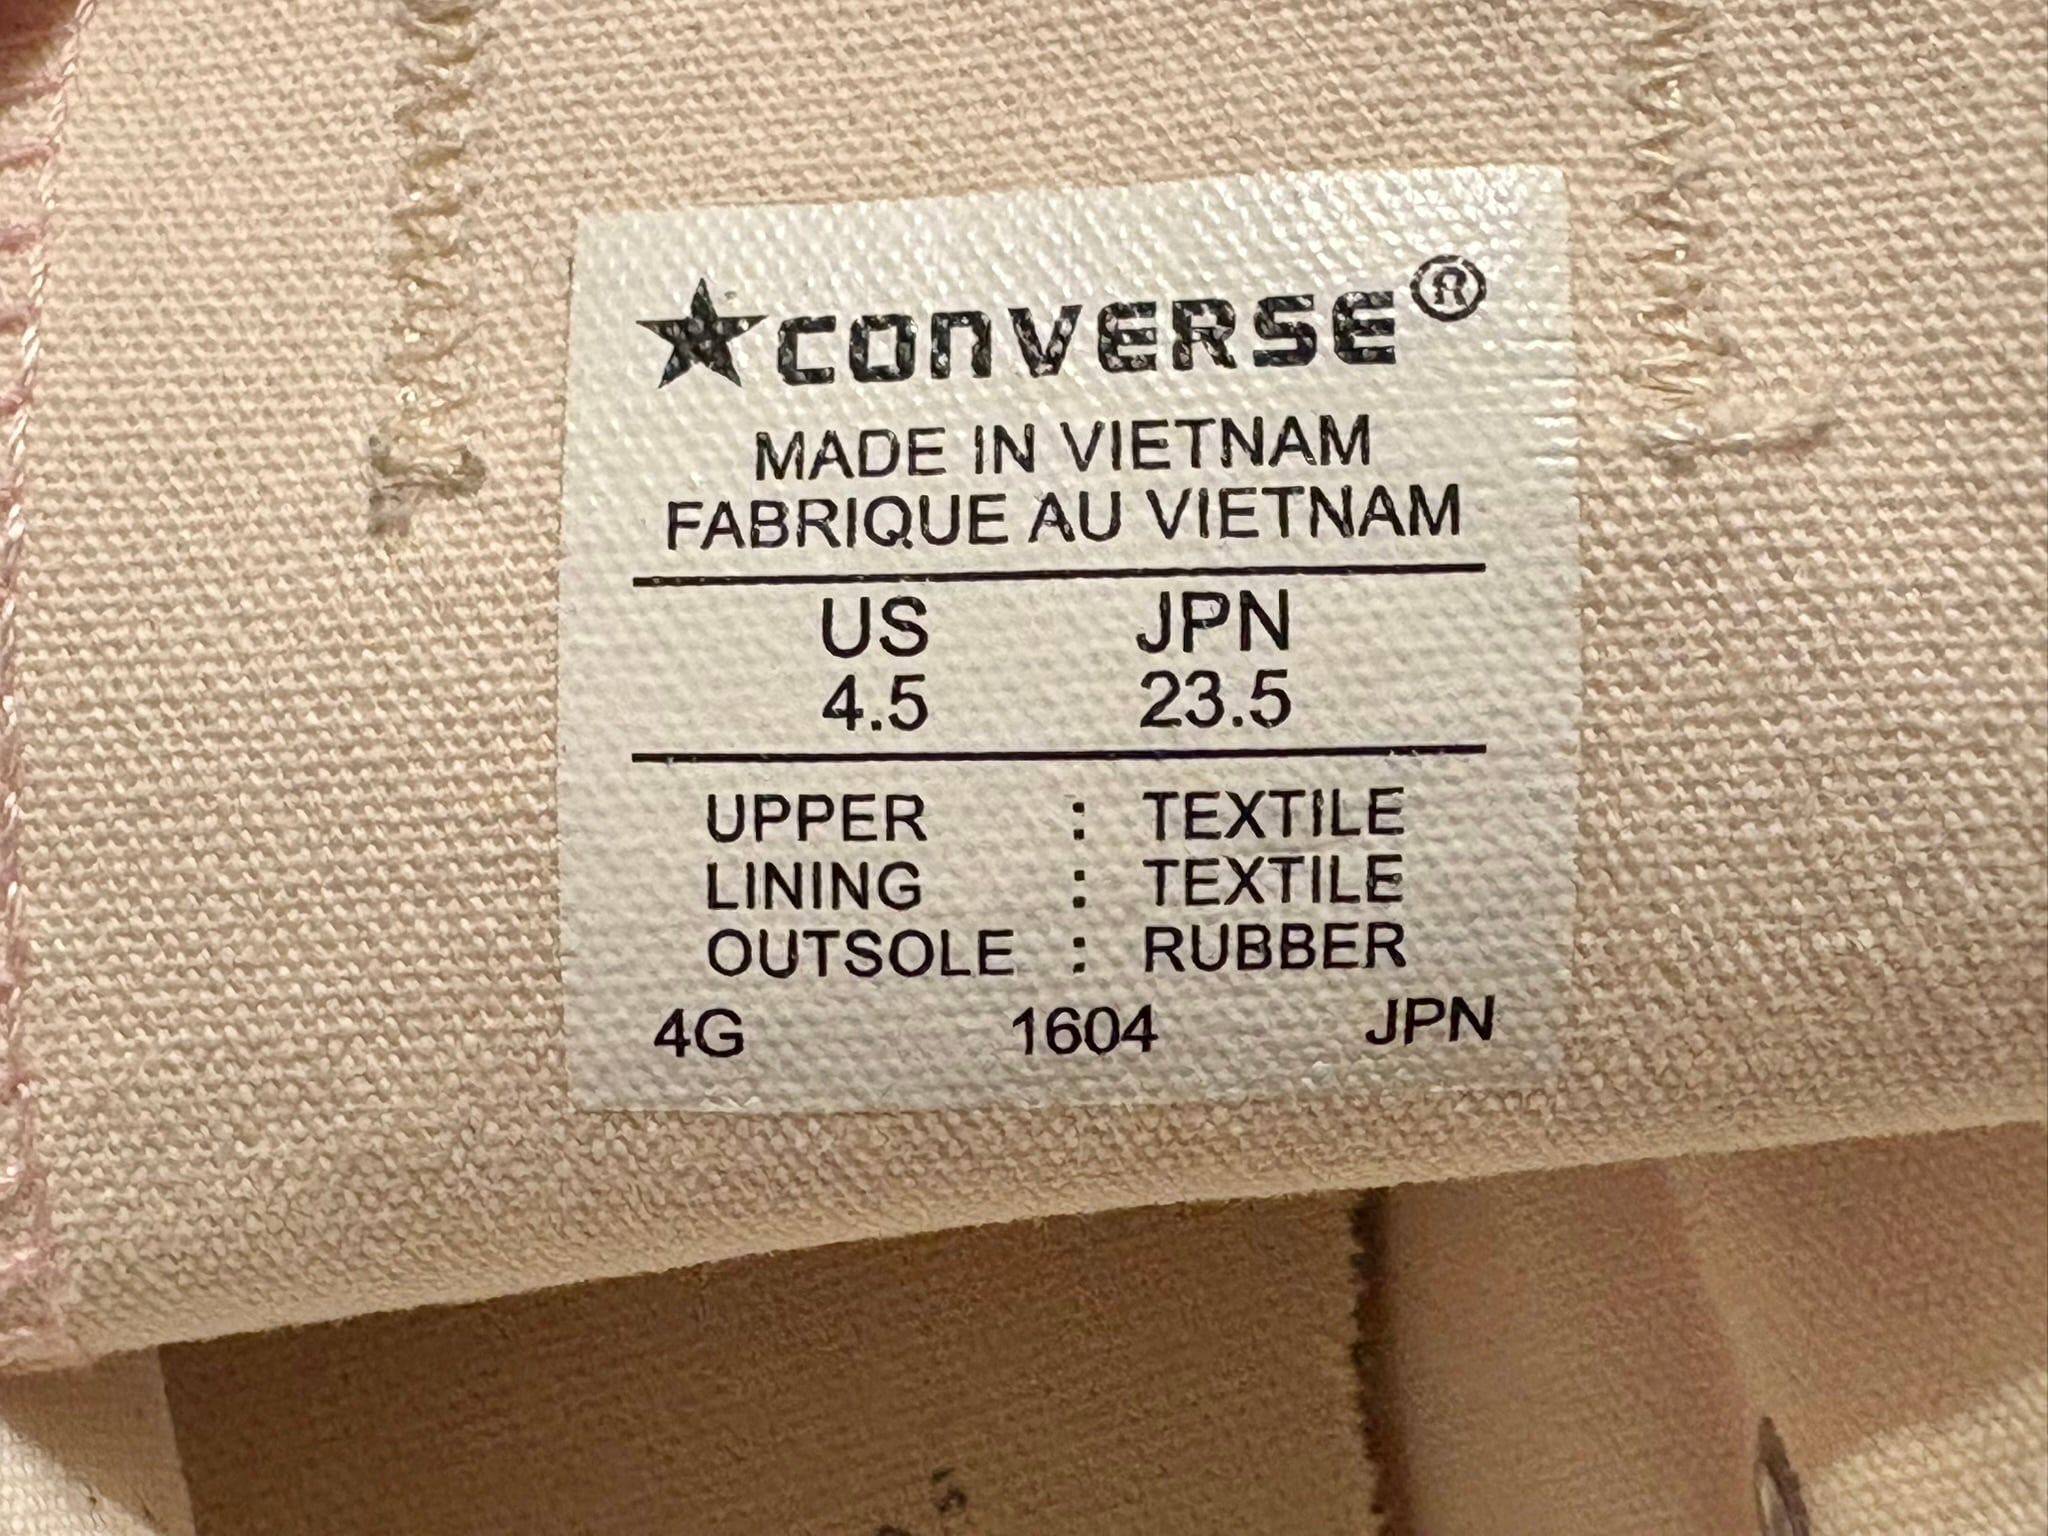 ★CONVERSE®
MADE IN VIETNAM
FABRIQUE AU VIETNAM
US JPN
4.5 23.5
UPPER : TEXTILE
LINING : TEXTILE
OUTSOLE : RUBBER
4G 1604 JPN